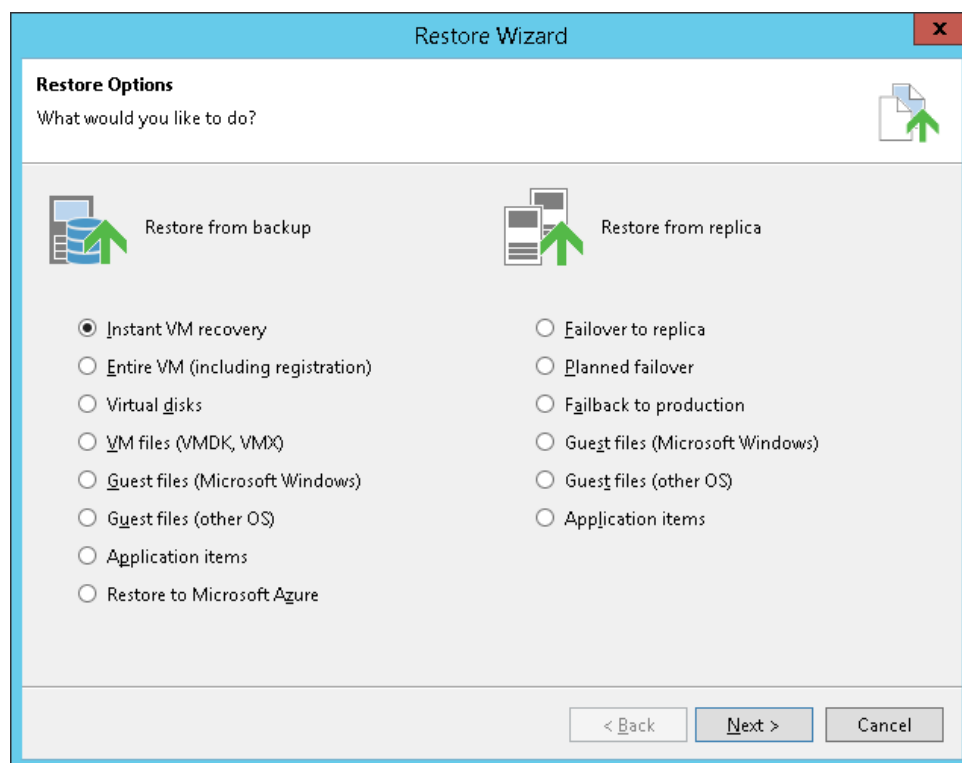 Restore Wizard
x
Restore Options
What would you like to do?
Restore from backup
Instant VM recovery
Entire VM (including registration)
Virtual disks
VM files (VMDK, VMX)
Guest files (Microsoft Windows)
Guest files (other OS)
Application items
Restore to Microsoft Azure
Restore from replica
Failover to replica
Planned failover
Failback to production
Guest files (Microsoft Windows)
Guest files (other OS)
Application items
< Back
Next >
Cancel